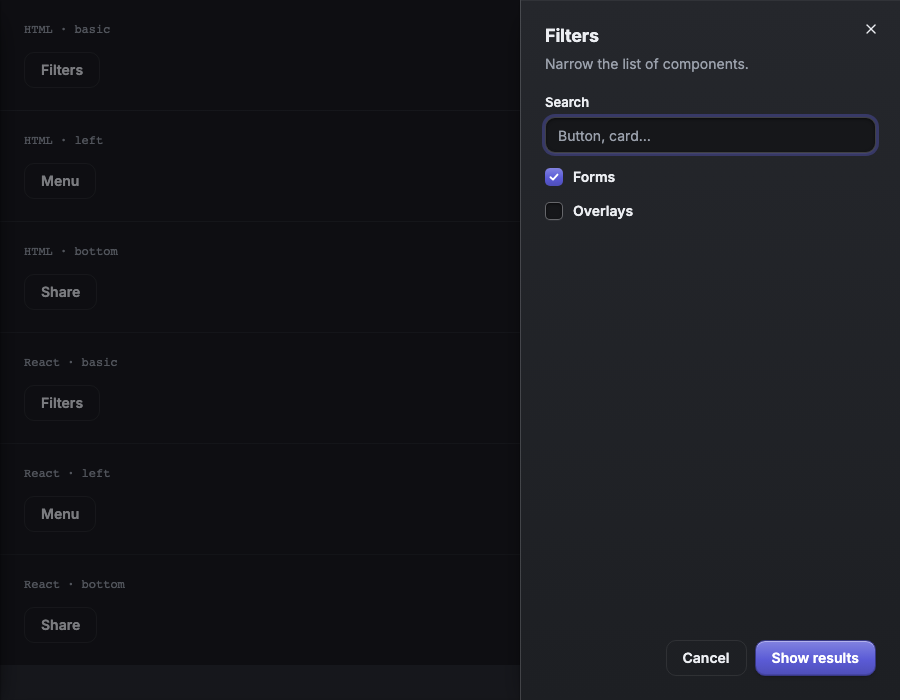 HTML · basic
Filters
HTML · left
Menu
HTML · bottom
Share
React · basic
Filters
React · left
Menu
React · bottom
Share
Filters
Narrow the list of components.
Search
Button, card...
Forms
Overlays
Cancel
Show results